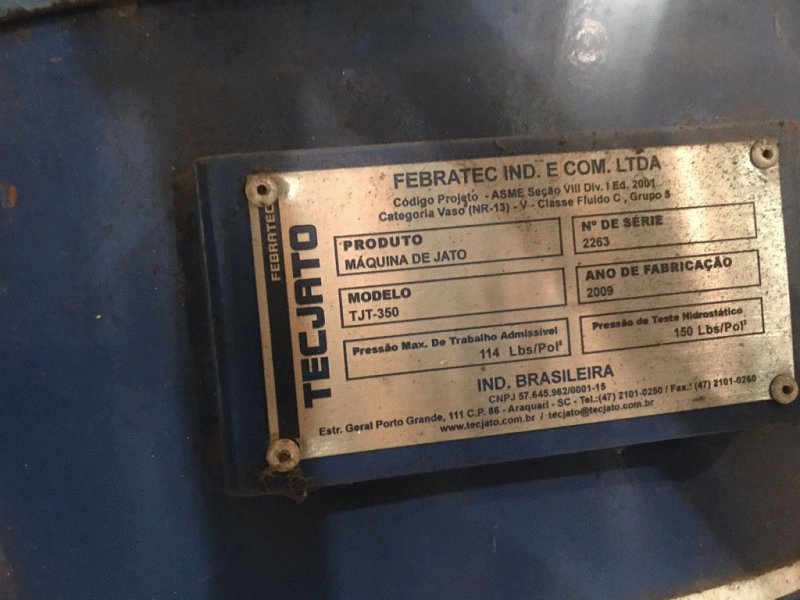 FEBRATEC IND. E COM. LTDA
Código Projeto - ASME Seção VIII Div. I Ed. 2001
Categoria Vaso (NR-13) - V - Classe Ffluido C, Grupo 5
FEBRATEC
TECJATO
PRODUTO
MÁQUINA DE JATO
Nº DE SÉRIE
2263
MODELO
TJT-350
ANO DE FABRICAÇÃO
2009
Pressão Max. De Trabalho Admissivel
114 Lbs/Pol²
Pressão de Teste Hidrostático
150 Lbs/Pol²
IND. BRASILEIRA
CNPJ 57.645.962/0001-15
Estr. Geral Porto Grande, 111 C.P. 86 - Araquari - SC - Tel.:(47) 2101-0250 / Fax.: (47) 2101-0260
www.tecjato.com.br / tecjato@tecjato.com.br